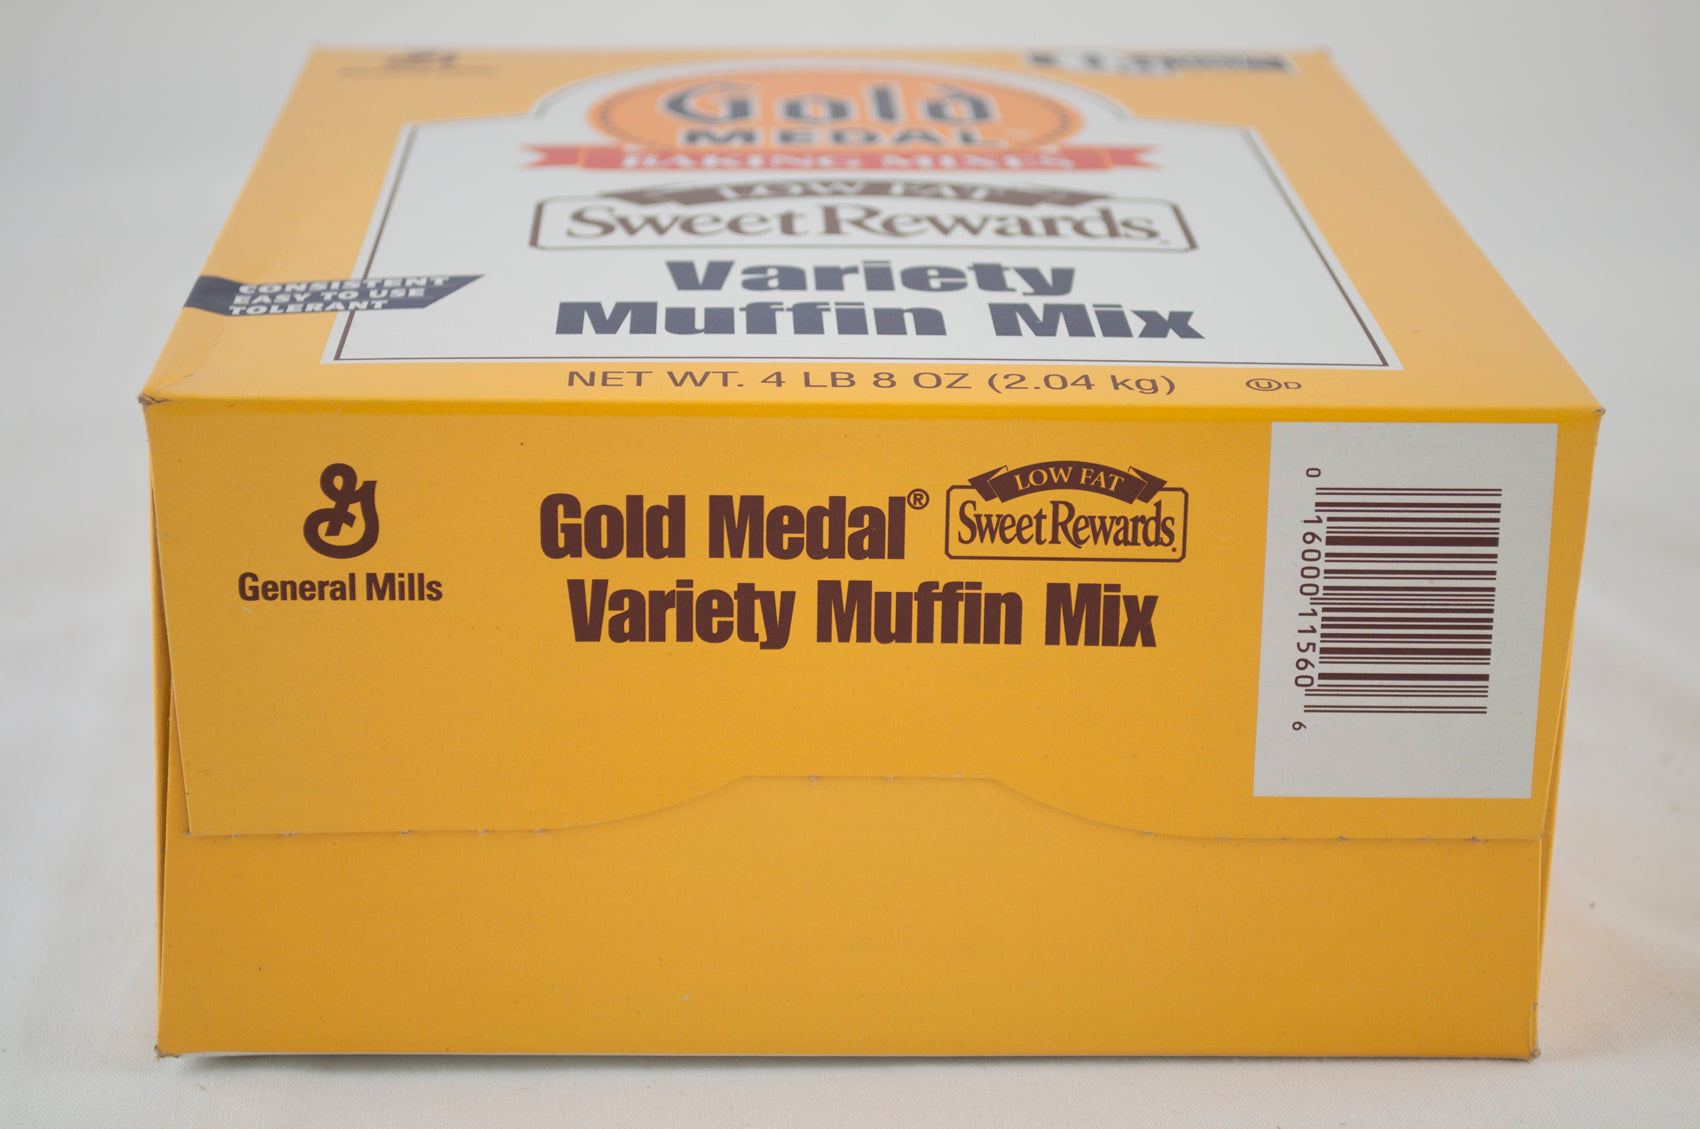 Gold
MEDAL
BAKING MIXES
LOW FAT
Sweet Rewards
Variety
Muffin Mix
CONSISTENT
EASY TO USE
TOLERANT
NET WT. 4 LB 8 OZ (2.04 kg)
U D
General Mills
Gold Medal®
LOW FAT
Sweet Rewards
Variety Muffin Mix
0 16000 11560 6